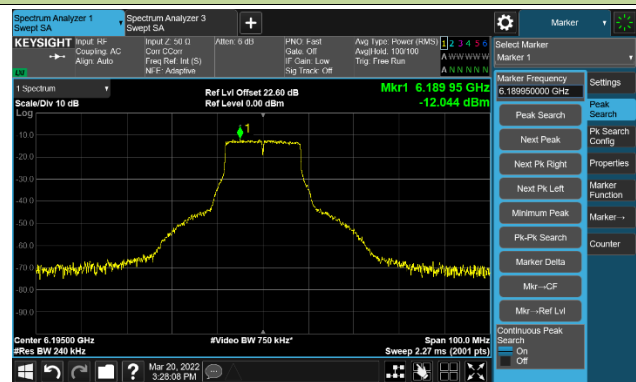 Spectrum Analyzer 1
Swept SA
Spectrum Analyzer 3
Swept SA
Marker
KEYSIGHT
Input: RF
Coupling: AC
Align: Auto
Input Z: 50 Ω
Corr CCorr
Freq Ref: Int (S)
NFE: Adaptive
Atten: 6 dB
PNO: Fast
Gate: Off
IF Gain: Low
Sig Track: Off
Avg Type: Power (RMS)
Avg|Hold: 100/100
Trig: Free Run
1 2 3 4 5 6
A W W W W W
A N N N N N
LXI
Select Marker
Marker 1
1 Spectrum
Scale/Div 10 dB
Ref Lvl Offset 22.60 dB
Ref Level 0.00 dBm
Mkr1 6.189 95 GHz
-12.044 dBm
Log
1
-10.0
-20.0
-30.0
-40.0
-50.0
-60.0
-70.0
-80.0
-90.0
Center 6.19500 GHz
#Res BW 240 kHz
#Video BW 750 kHz*
Span 100.0 MHz
Sweep 2.27 ms (2001 pts)
Marker Frequency
6.189950000 GHz
Peak Search
Next Peak
Next Pk Right
Next Pk Left
Minimum Peak
Pk-Pk Search
Marker Delta
Mkr→CF
Mkr→Ref Lvl
Continuous Peak
Search
On
Off
Settings
Peak
Search
Pk Search
Config
Properties
Marker
Function
Marker→
Counter
Mar 20, 2022
3:28:08 PM